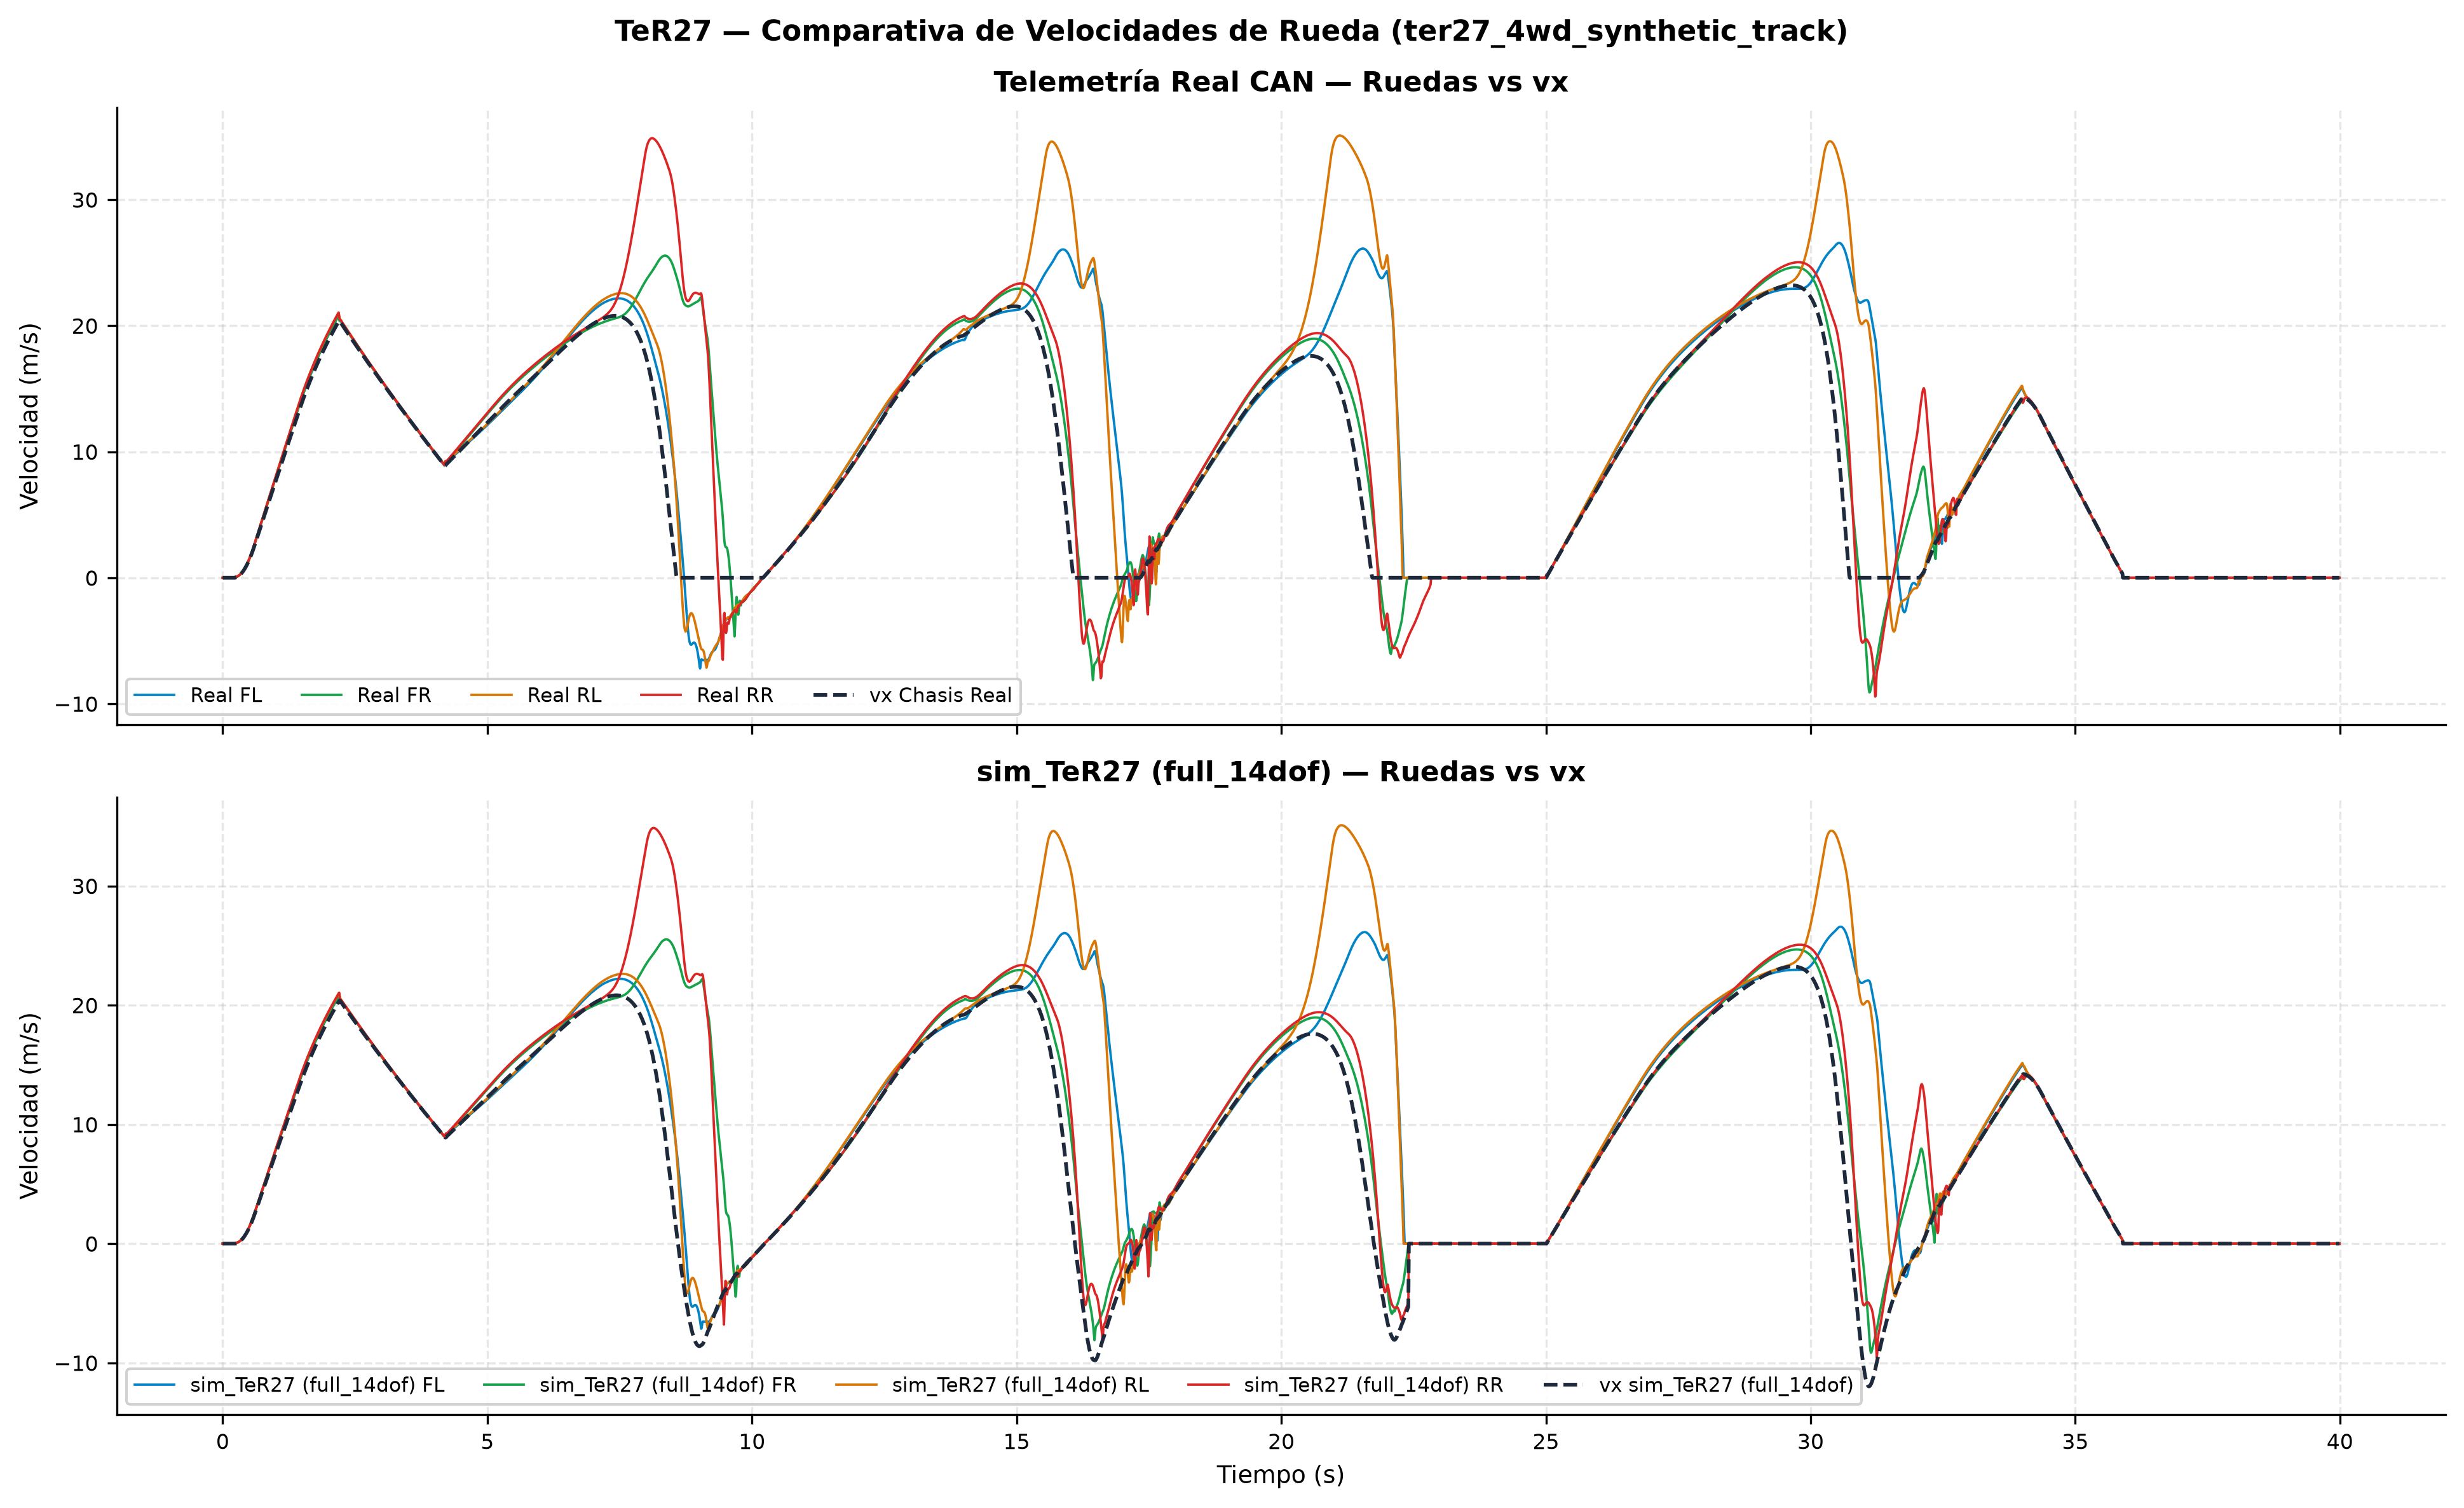 TeR27 — Comparativa de Velocidades de Rueda (ter27_4wd_synthetic_track)
Telemetría Real CAN — Ruedas vs vx
Velocidad (m/s)
30
20
10
0
−10
Real FL Real FR Real RL Real RR vx Chasis Real
sim_TeR27 (full_14dof) — Ruedas vs vx
Velocidad (m/s)
30
20
10
0
−10
sim_TeR27 (full_14dof) FL sim_TeR27 (full_14dof) FR sim_TeR27 (full_14dof) RL sim_TeR27 (full_14dof) RR vx sim_TeR27 (full_14dof)
0 5 10 15 20 25 30 35 40
Tiempo (s)